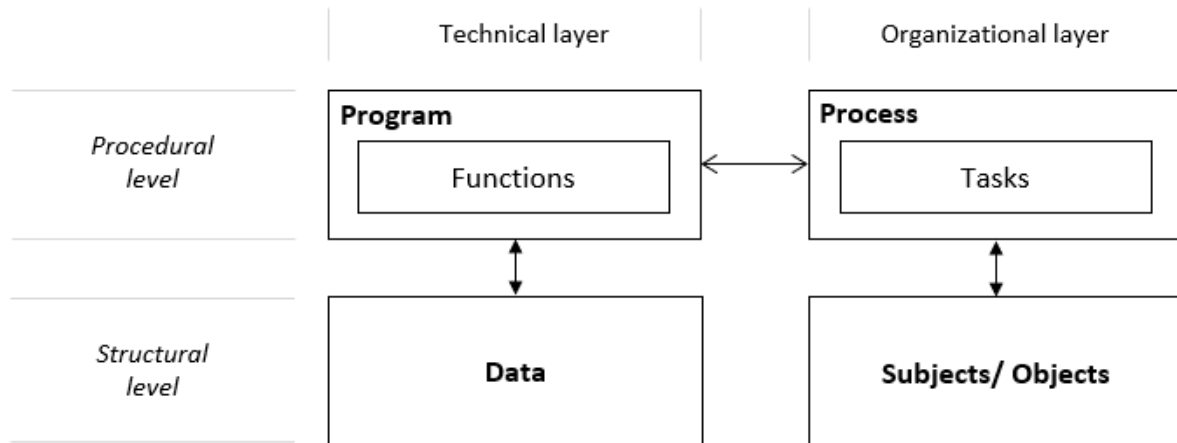 Technical layer
Organizational layer
Procedural
level
Program
Functions
Process
Tasks
Structural
level
Data
Subjects/ Objects